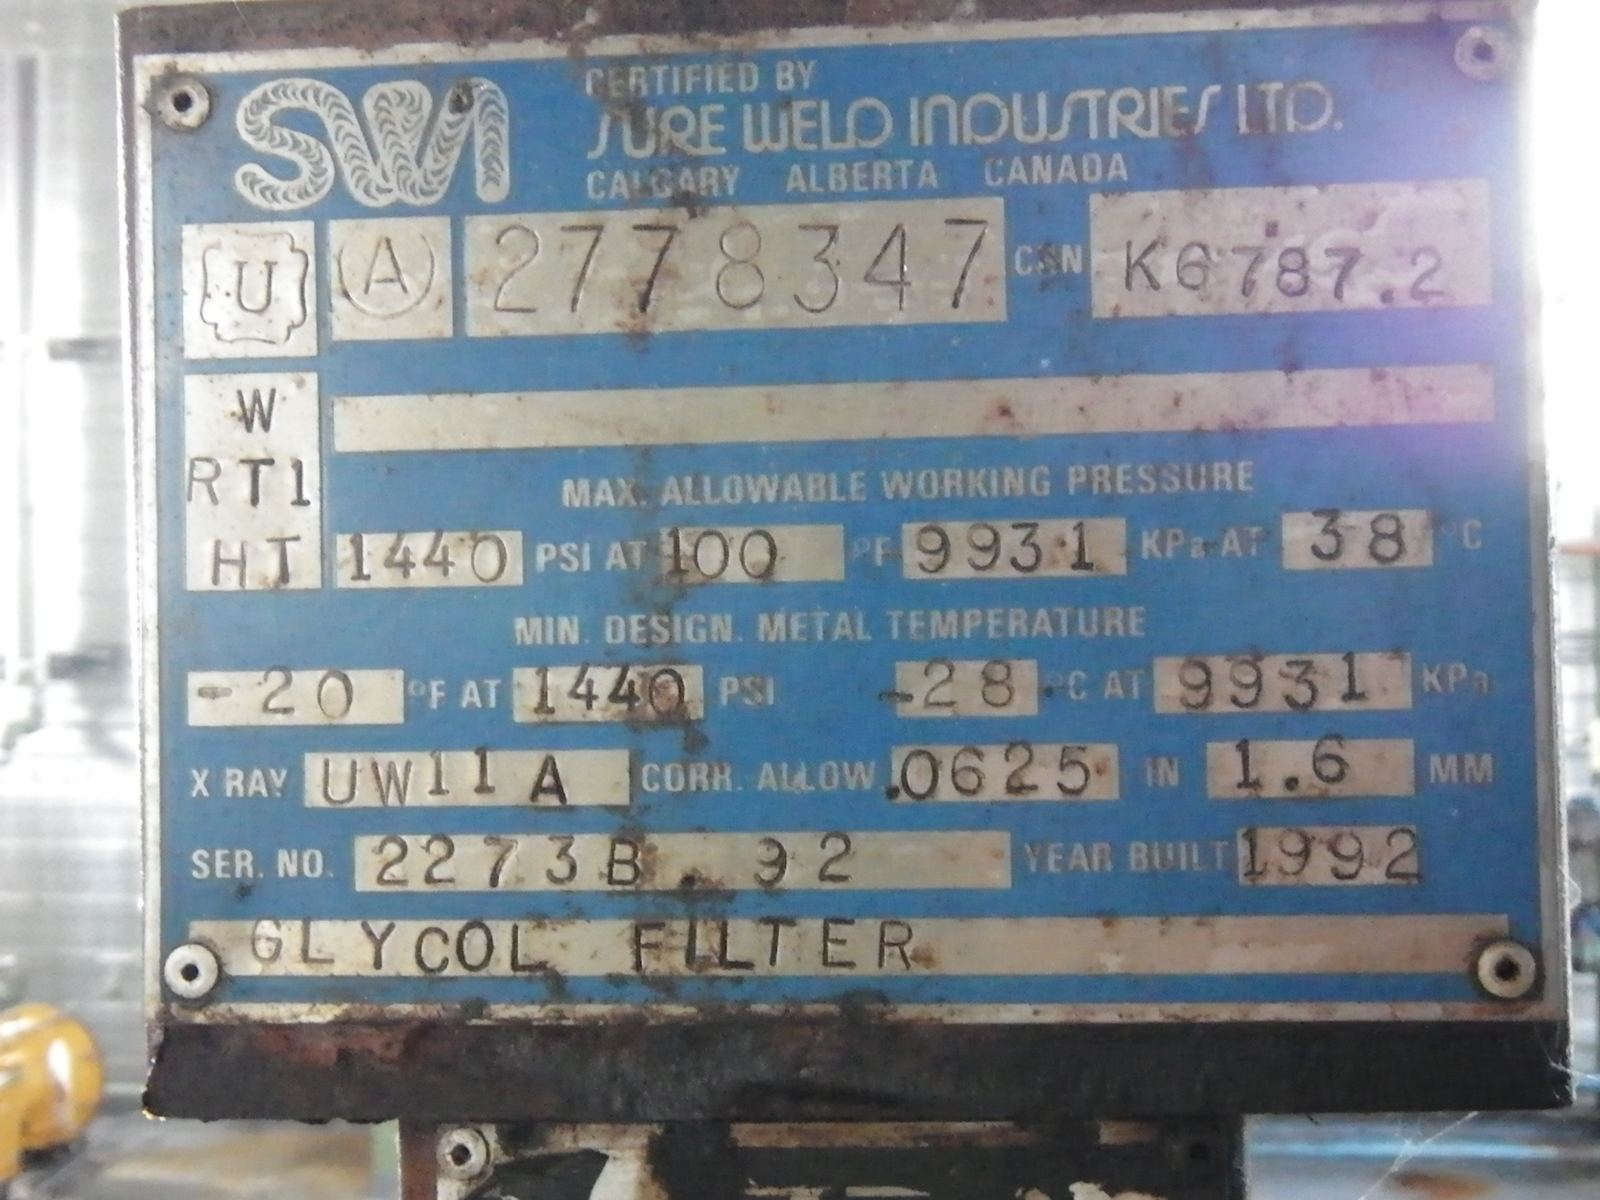 SWI
CERTIFIED BY
SURE WELD INDUSTRIES LTD.
CALGARY ALBERTA CANADA
U A 2778347 CSN K6787.2
W
RT1
MAX. ALLOWABLE WORKING PRESSURE
HT 1440 PSI AT 100 °F 9931 KPa AT 38 °C
MIN. DESIGN. METAL TEMPERATURE
-20 °F AT 1440 PSI -28 °C AT 9931 KPa
X RAY UW11A CORR. ALLOW .0625 IN 1.6 MM
SER. NO. 2273B.92 YEAR BUILT 1992
GLYCOL FILTER